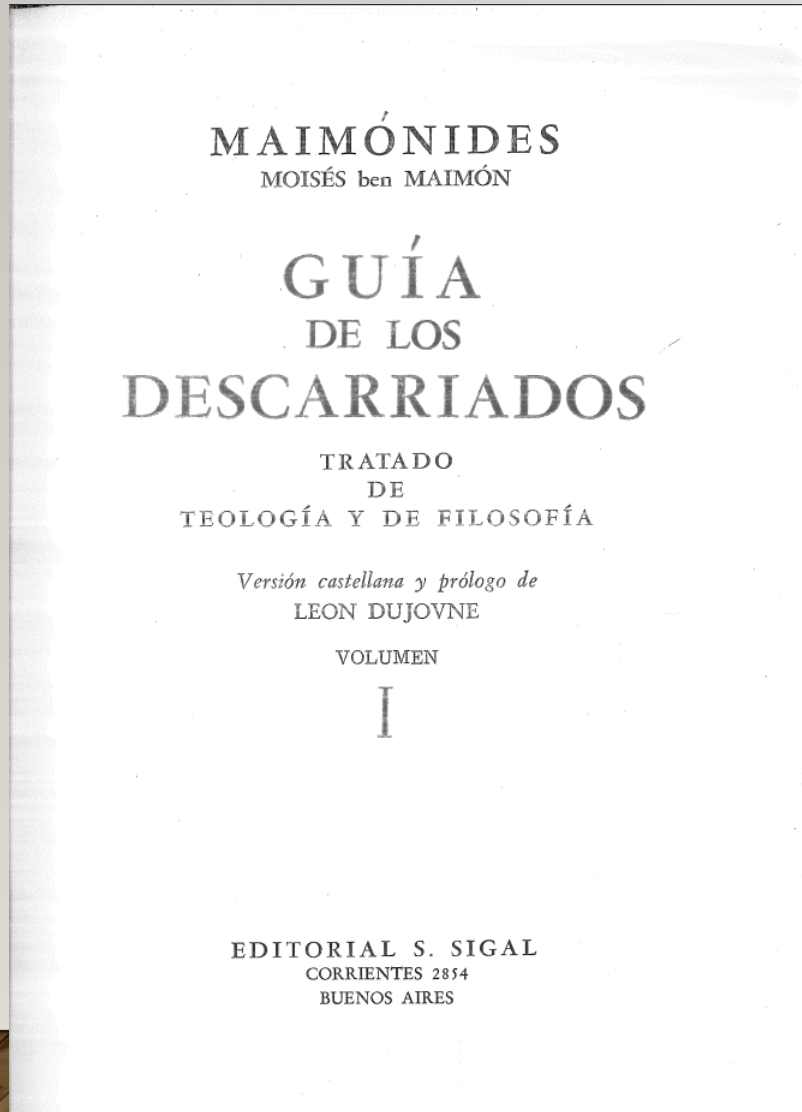 MAIMÓNIDES
MOISÉS ben MAIMÓN
GUÍA
DE LOS
DESCARRIADOS
TRATADO
DE
TEOLOGÍA Y DE FILOSOFÍA
Versión castellana y prólogo de
LEON DUJOVNE
VOLUMEN
I
EDITORIAL S. SIGAL
CORRIENTES 2854
BUENOS AIRES